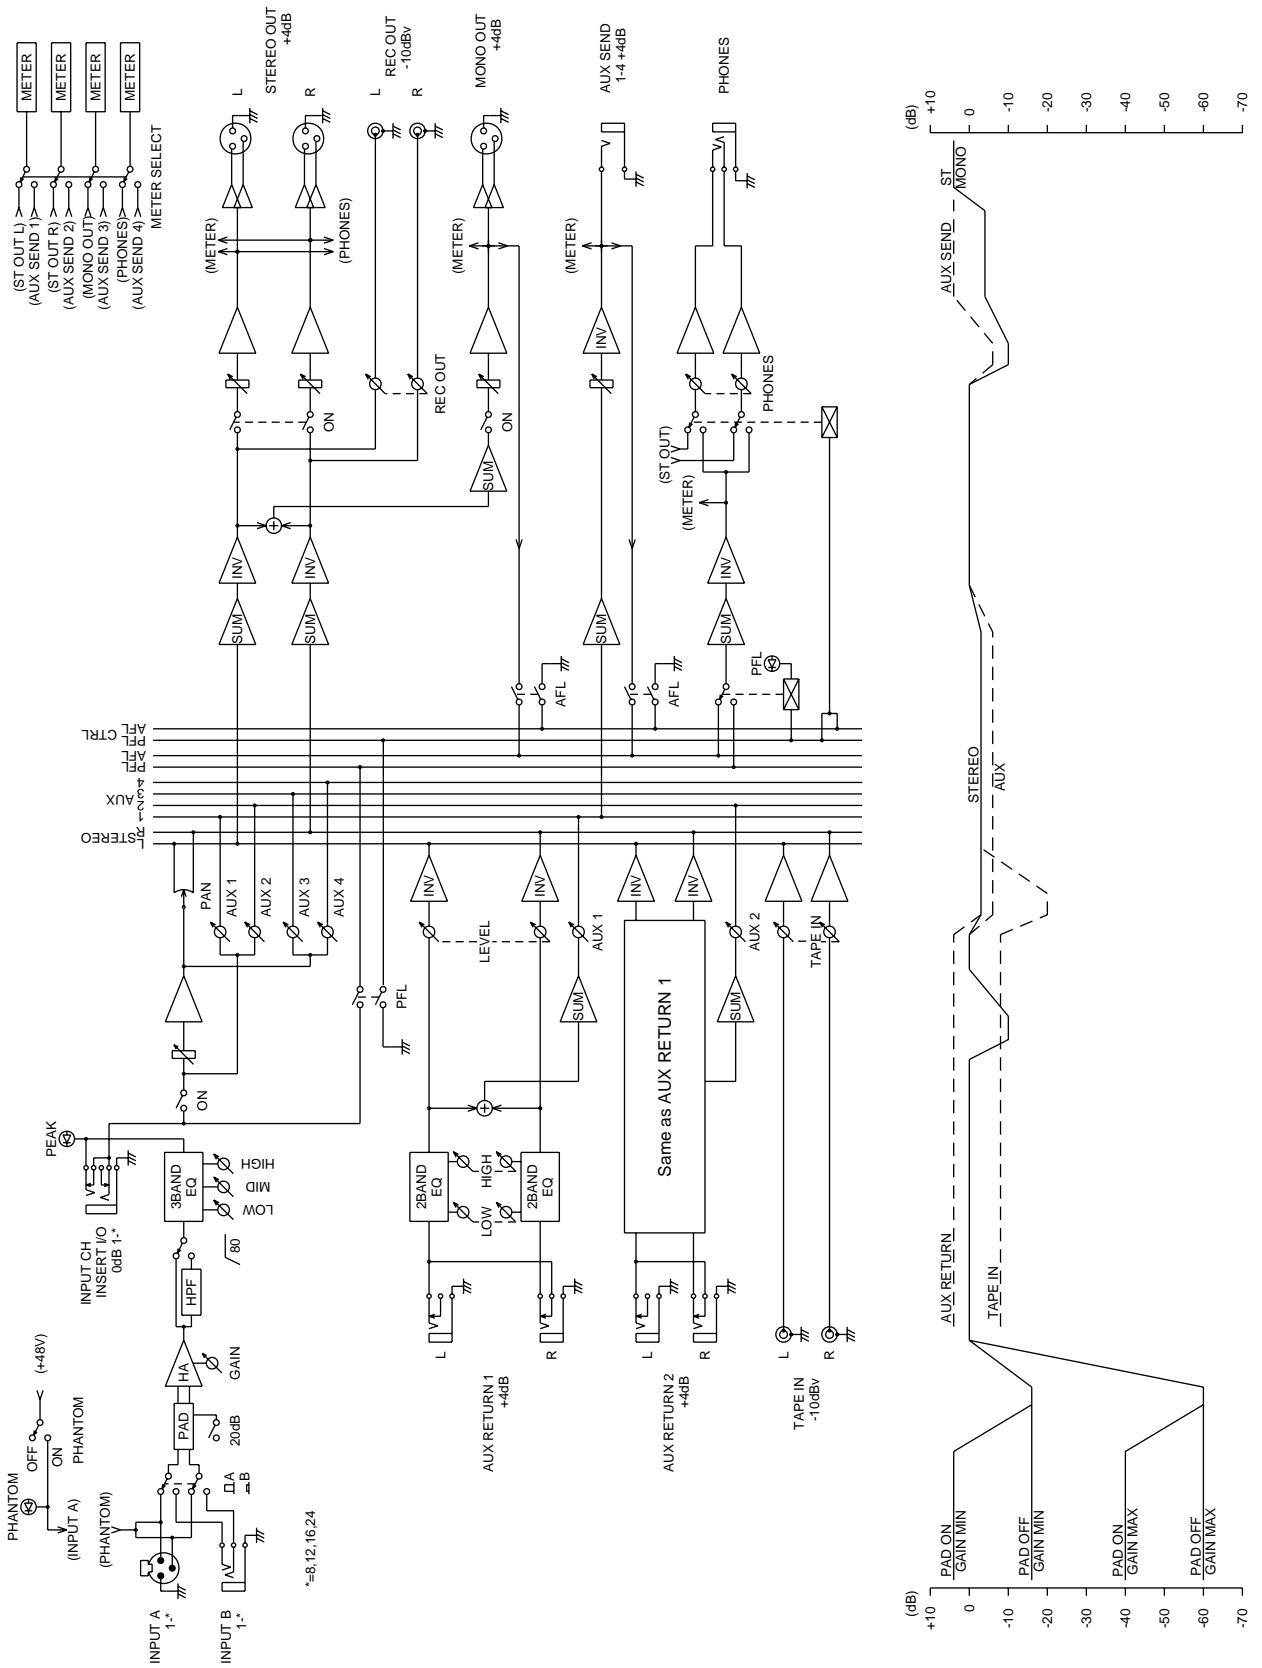 INPUT A
1-*
INPUT B
1-*
*=8,12,16,24
PHANTOM
(INPUT A)
(PHANTOM)
OFF
ON
PHANTOM
(+48V)
A
B
PAD
20dB
HA
GAIN
HPF
80
INPUT CH
INSERT I/O
0dB 1-*
PEAK
3BAND
EQ
LOW
MID
HIGH
ON
PAN
AUX 1
AUX 2
AUX 3
AUX 4
PFL
AUX RETURN 1
+4dB
L
R
2BAND
EQ
2BAND
EQ
LOW
HIGH
SUM
LEVEL
AUX 1
INV
INV
AUX RETURN 2
+4dB
L
R
Same as AUX RETURN 1
SUM
AUX 2
INV
INV
TAPE IN
-10dBv
L
R
TAPE IN
L
R
STEREO
1
2
3
4
AUX
PFL
AFL
PFL
AFL
CTRL
SUM
SUM
INV
INV
ON
(METER)
(PHONES)
L
R
STEREO OUT
+4dB
REC OUT
L
R
REC OUT
-10dBv
SUM
ON
(METER)
MONO OUT
+4dB
AFL
SUM
INV
(METER)
AUX SEND
1-4 +4dB
AFL
PFL
SUM
INV
(METER)
(ST OUT)
PHONES
PHONES
METER
METER
METER
METER
(ST OUT L)
(AUX SEND 1)
(ST OUT R)
(AUX SEND 2)
(MONO OUT)
(AUX SEND 3)
(PHONES)
(AUX SEND 4)
METER SELECT
(dB)
+10
0
-10
-20
-30
-40
-50
-60
-70
PAD ON
GAIN MIN
PAD OFF
GAIN MIN
PAD ON
GAIN MAX
PAD OFF
GAIN MAX
AUX RETURN
TAPE IN
STEREO
AUX
AUX SEND
ST
MONO
(dB)
+10
0
-10
-20
-30
-40
-50
-60
-70